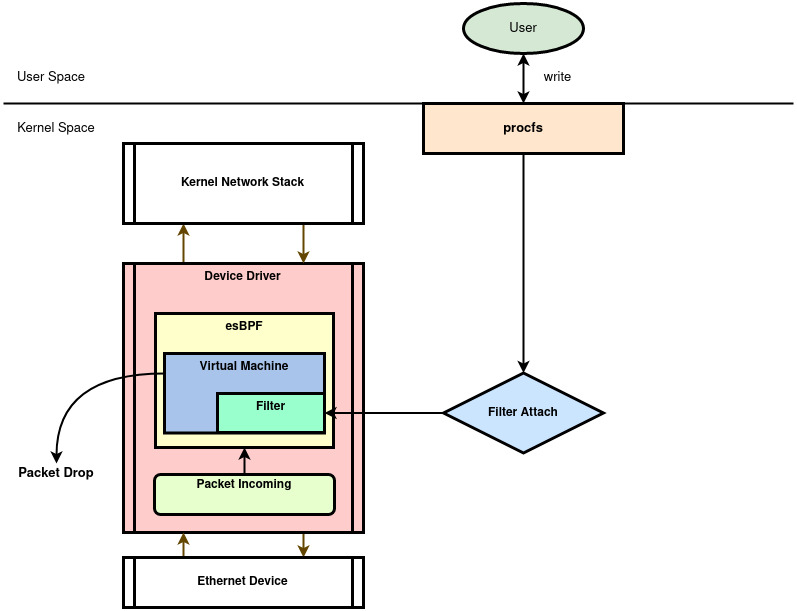 User
User Space
write
Kernel Space
procfs
Kernel Network Stack
Device Driver
esBPF
Virtual Machine
Filter
Filter Attach
Packet Drop
Packet Incoming
Ethernet Device